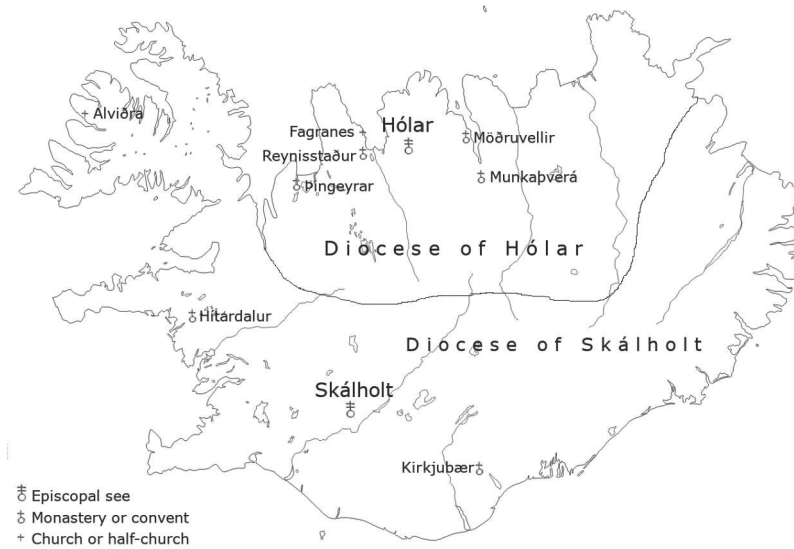 Alviðra
Fagranes
Hólar
Möðruvellir
Reynisstaður
Munkaþverá
Þingeyrar
Diocese of Hólar
Hítardalur
Diocese of Skálholt
Skálholt
Kirkjubær
Episcopal see
Monastery or convent
Church or half-church